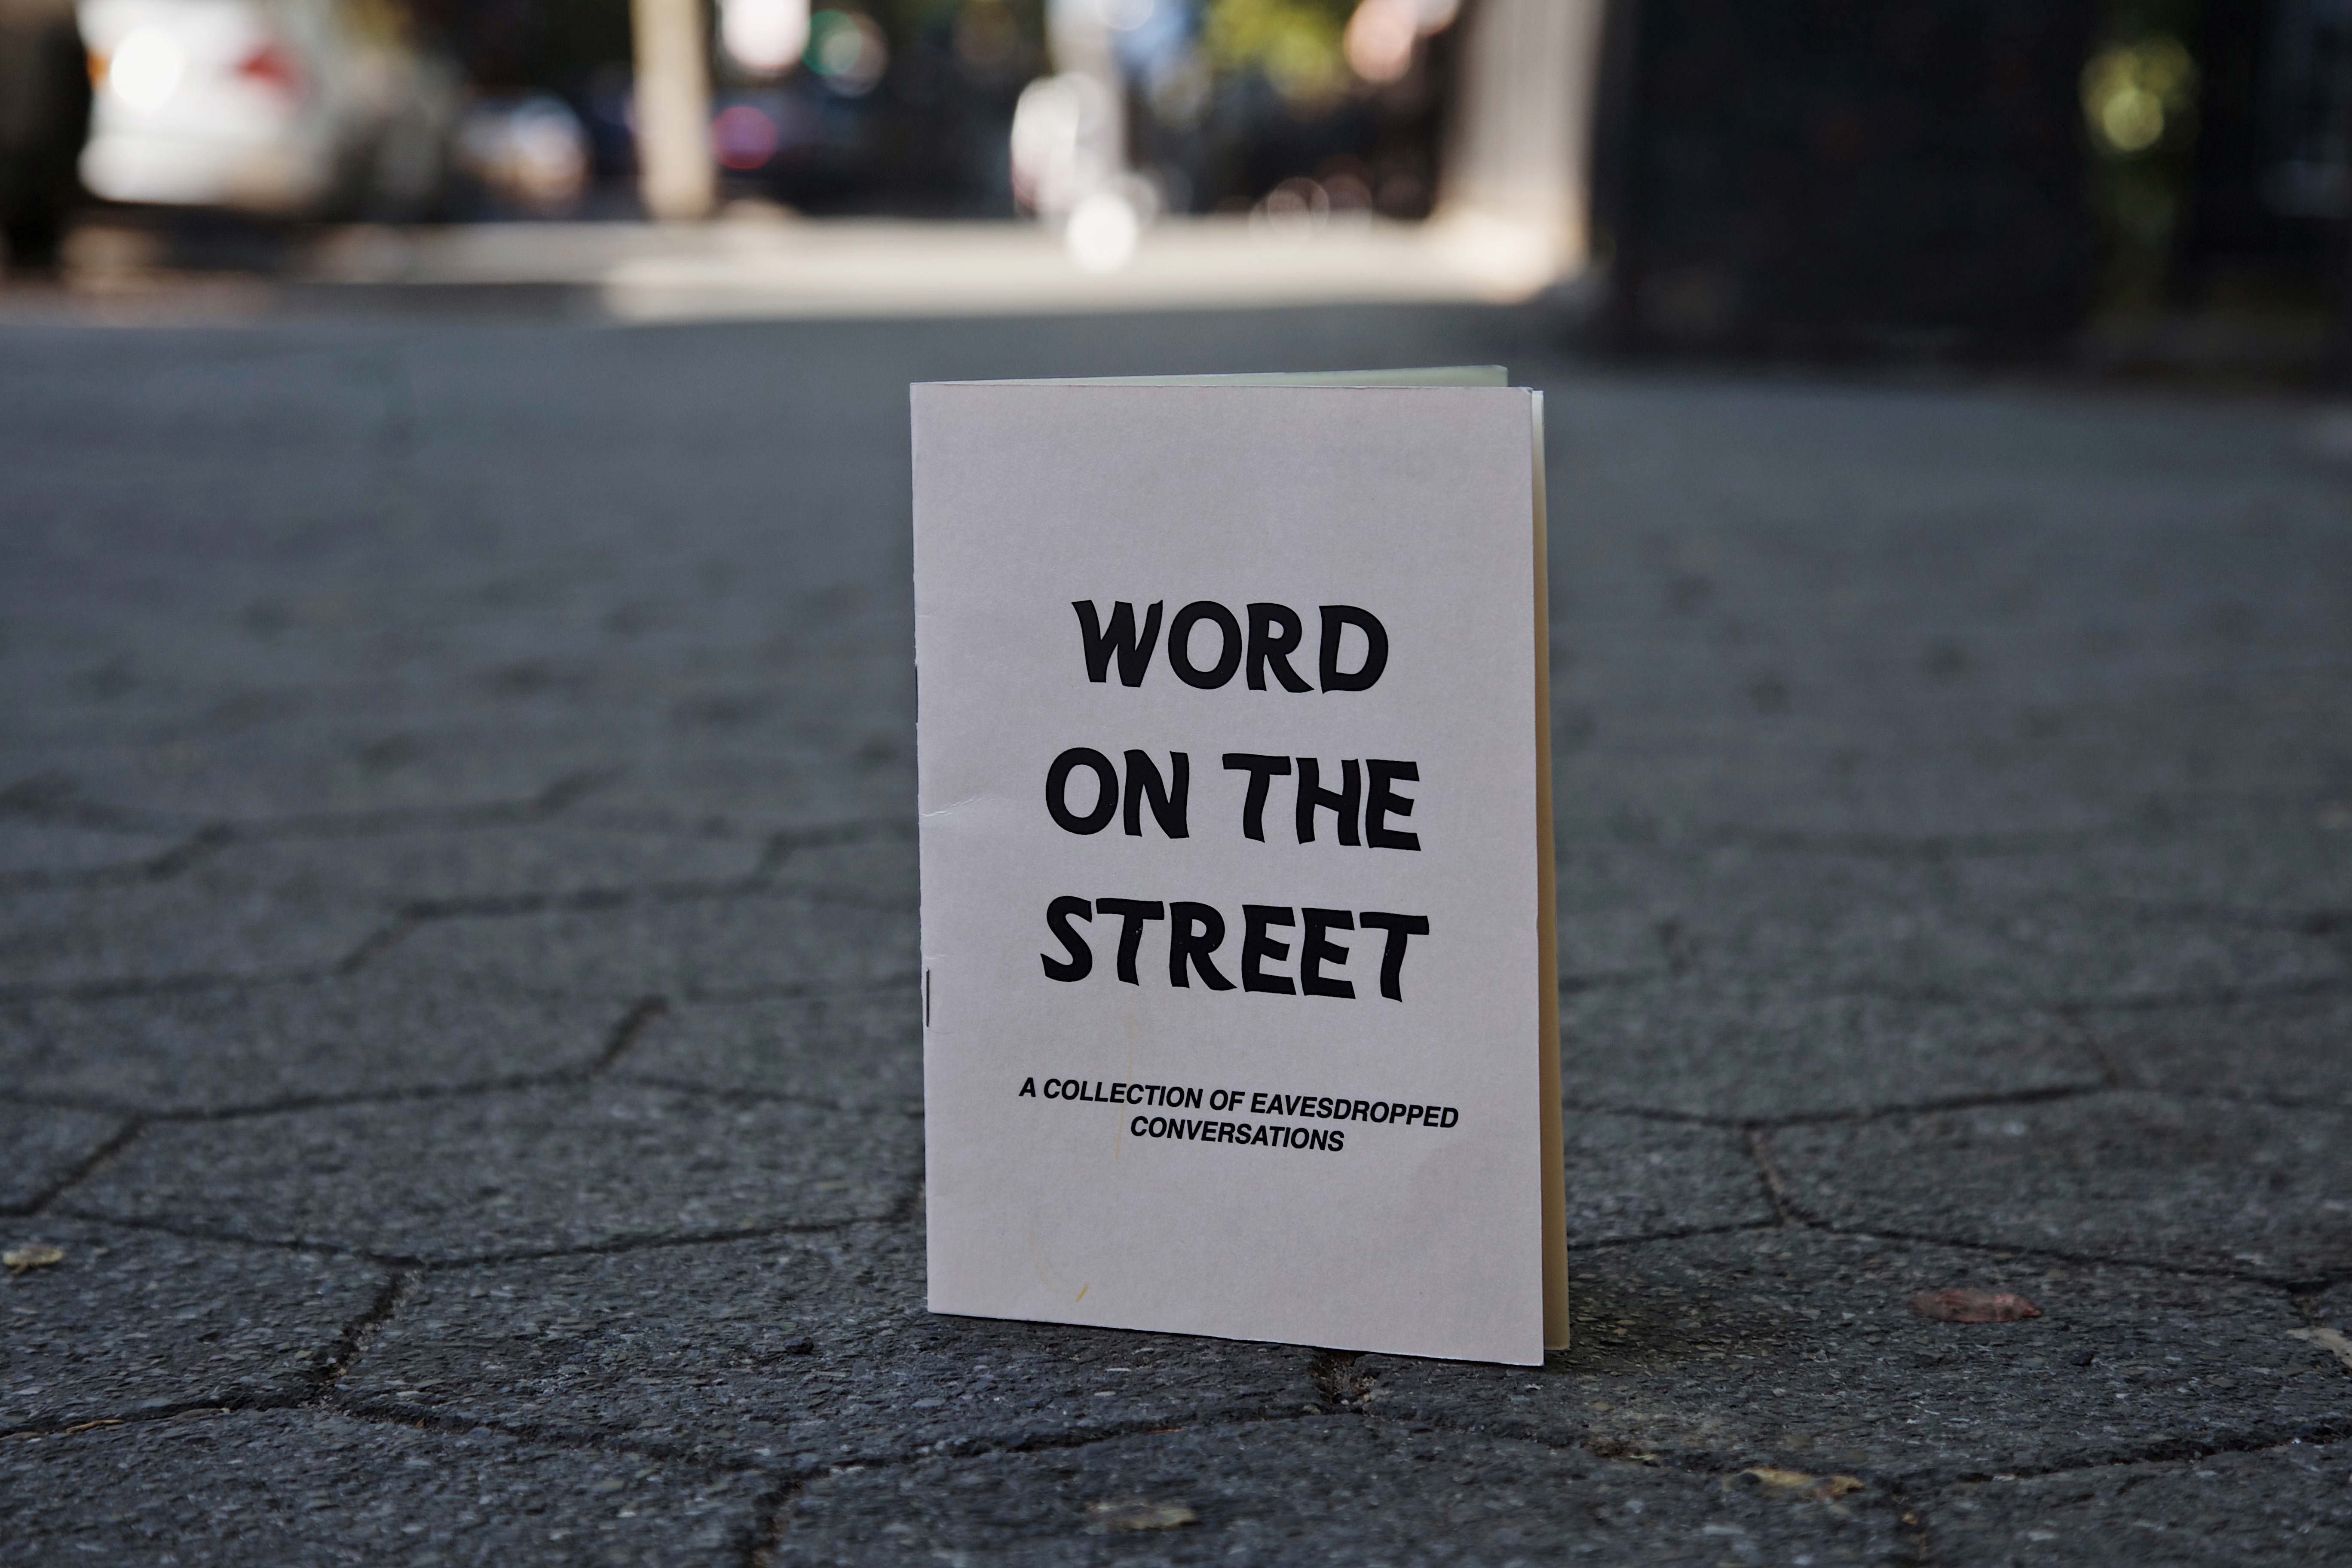 WORD
ON THE
STREET
A COLLECTION OF EAVESDROPPED
CONVERSATIONS